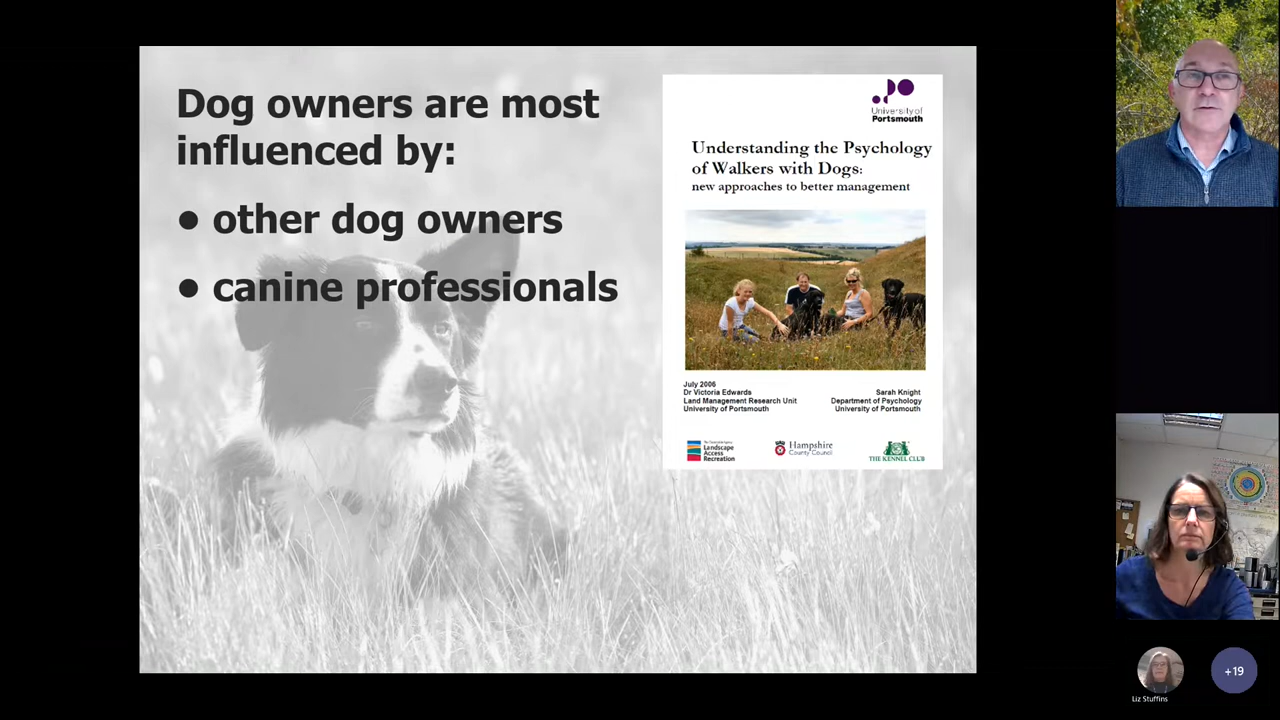 Dog owners are most
influenced by:
• other dog owners
• canine professionals
University of
Portsmouth
Understanding the Psychology
of Walkers with Dogs:
new approaches to better management
July 2006
Dr Victoria Edwards
Land Management Research Unit
University of Portsmouth
Sarah Knight
Department of Psychology
University of Portsmouth
Landscape
Access
Recreation
Hampshire
County Council
THE KENNEL CLUB
Liz Stuffins
+19